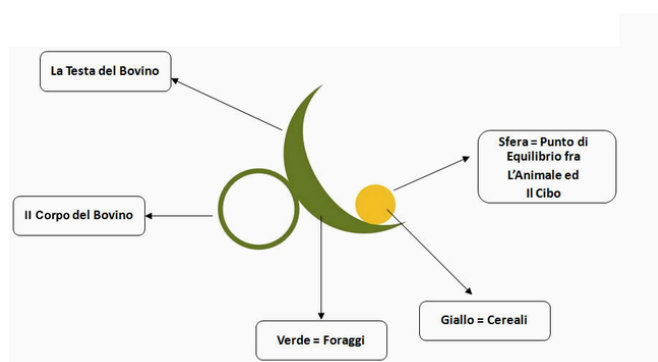 La Testa del Bovino
Sfera = Punto di
Equilibrio fra
L'Animale ed
Il Cibo
Il Corpo del Bovino
Giallo = Cereali
Verde = Foraggi